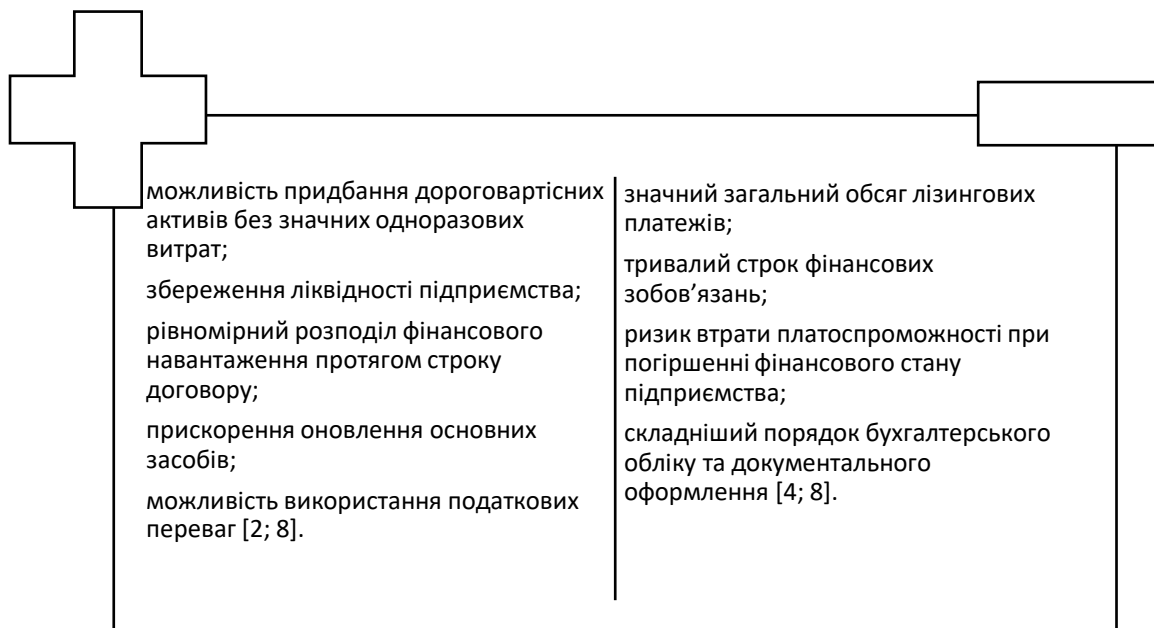 можливість придбання дороговартісних
активів без значних одноразових
витрат;
збереження ліквідності підприємства;
рівномірний розподіл фінансового
навантаження протягом строку
договору;
прискорення оновлення основних
засобів;
можливість використання податкових
переваг [2; 8].
значний загальний обсяг лізингових
платежів;
тривалий строк фінансових
зобов’язань;
ризик втрати платоспроможності при
погіршенні фінансового стану
підприємства;
складніший порядок бухгалтерського
обліку та документального
оформлення [4; 8].